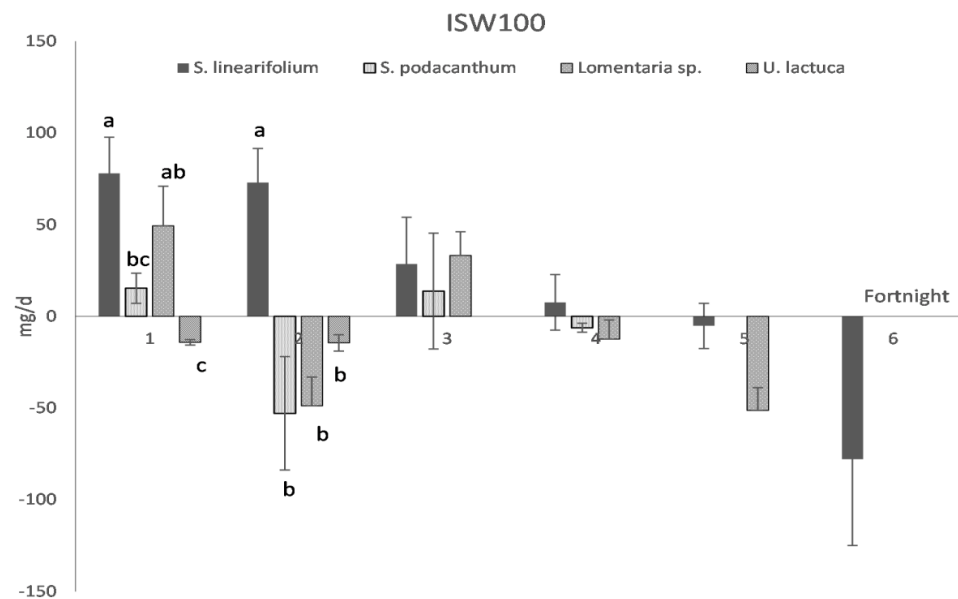 ISW100
150
S. linearifolium S. podacanthum Lomentaria sp. U. lactuca
100
a a
ab
50
bc
Fortnight
0
mg/d
1 2 3 4 5 6
c b
-50
b
b
-100
-150